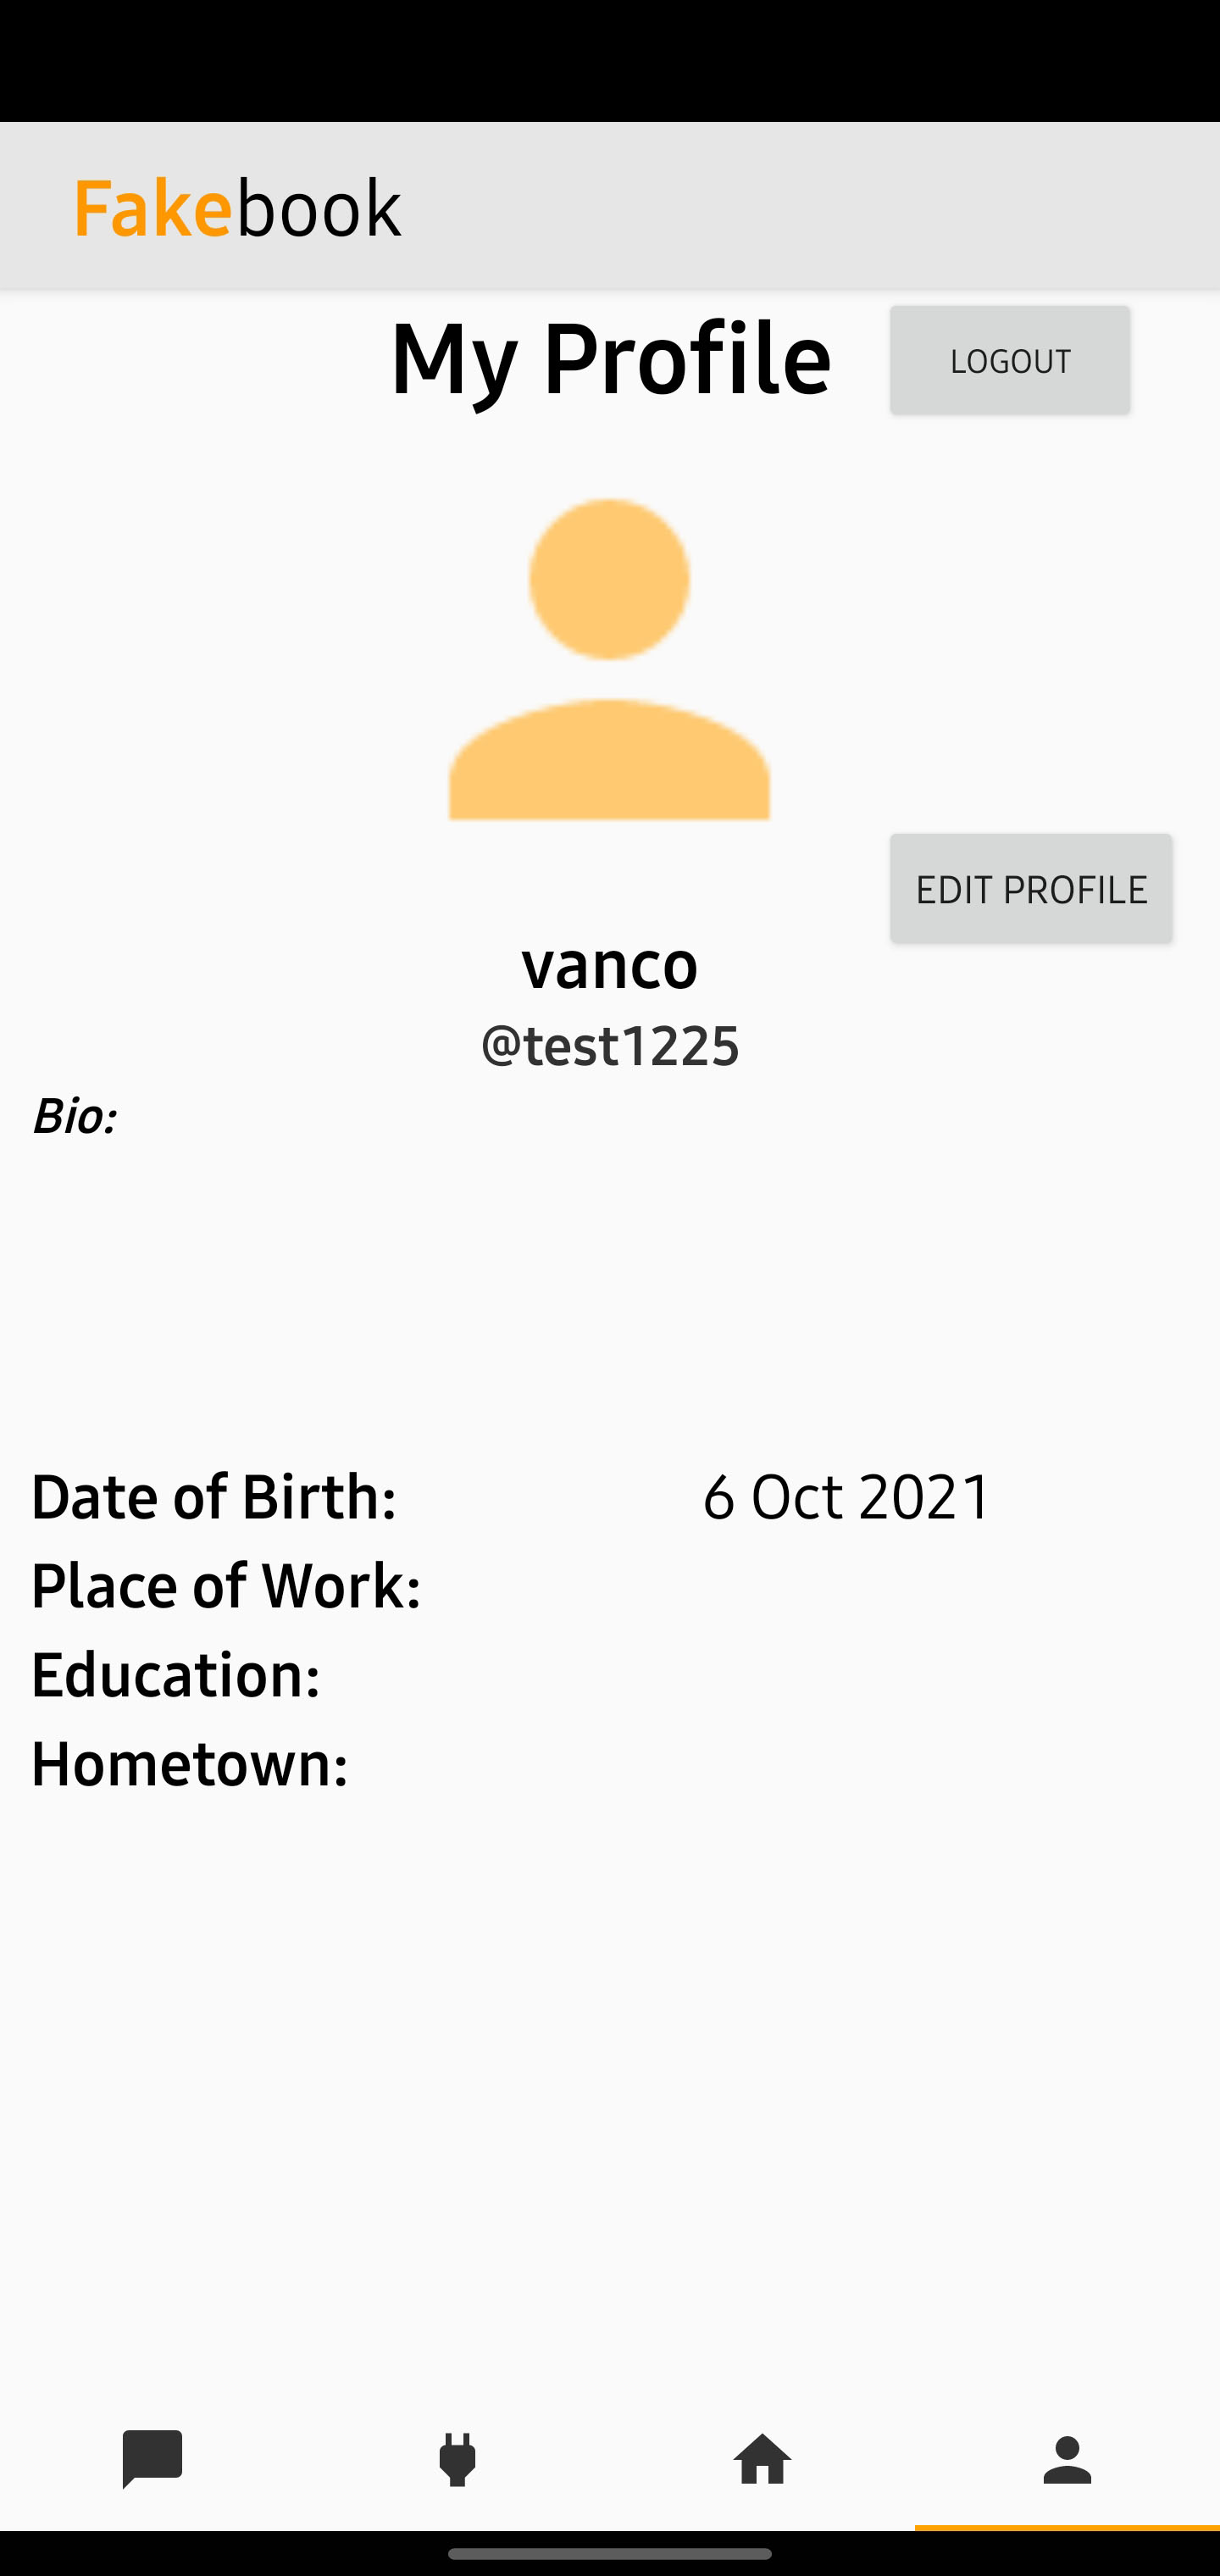 Fakebook
My Profile
LOGOUT
EDIT PROFILE
vanco
@test1225
Bio:
Date of Birth: 6 Oct 2021
Place of Work:
Education:
Hometown: